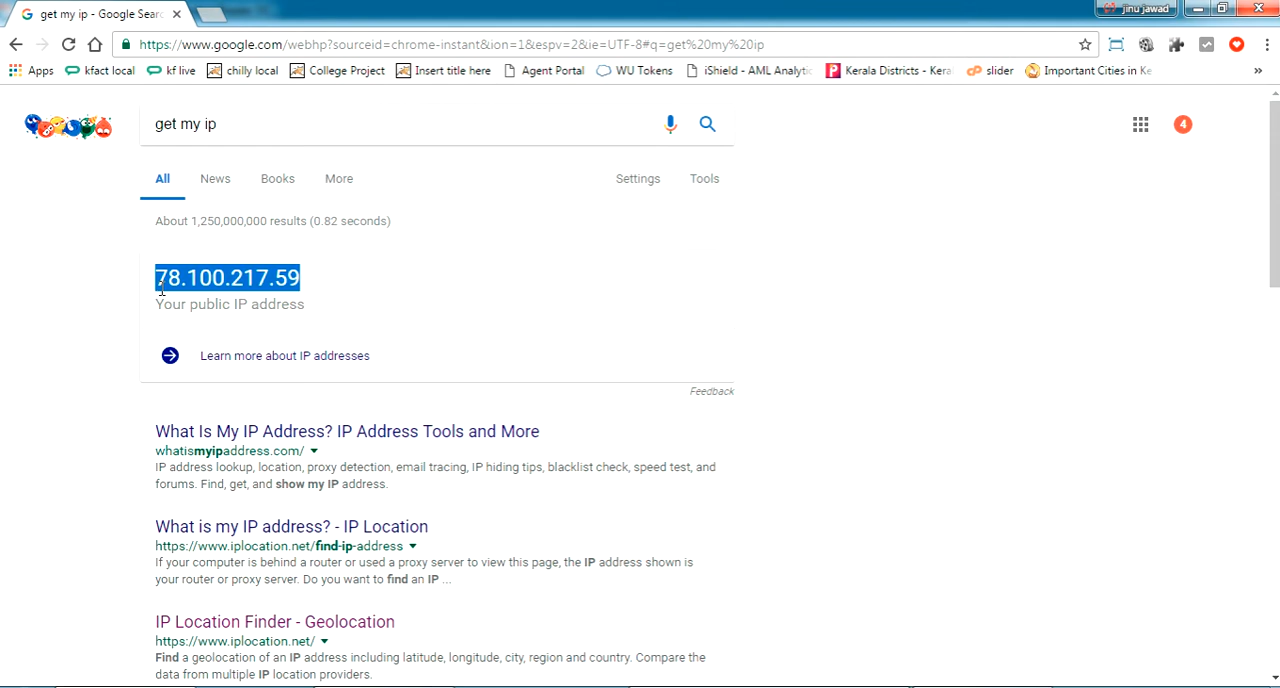 get my ip - Google Searc
jinu jawad
https://www.google.com/webhp?sourceid=chrome-instant&ion=1&espv=2&ie=UTF-8#q=get%20my%20ip
Apps kfact local kf live chilly local College Project Insert title here Agent Portal WU Tokens iShield - AML Analytic Kerala Districts - Kera slider Important Cities in Ke »
get my ip
4
All News Books More Settings Tools
About 1,250,000,000 results (0.82 seconds)
78.100.217.59
Your public IP address
Learn more about IP addresses
Feedback
What Is My IP Address? IP Address Tools and More
whatismyipaddress.com/
IP address lookup, location, proxy detection, email tracing, IP hiding tips, blacklist check, speed test, and
forums. Find, get, and show my IP address.
What is my IP address? - IP Location
https://www.iplocation.net/find-ip-address
If your computer is behind a router or used a proxy server to view this page, the IP address shown is
your router or proxy server. Do you want to find an IP ...
IP Location Finder - Geolocation
https://www.iplocation.net/
Find a geolocation of an IP address including latitude, longitude, city, region and country. Compare the
data from multiple IP location providers.